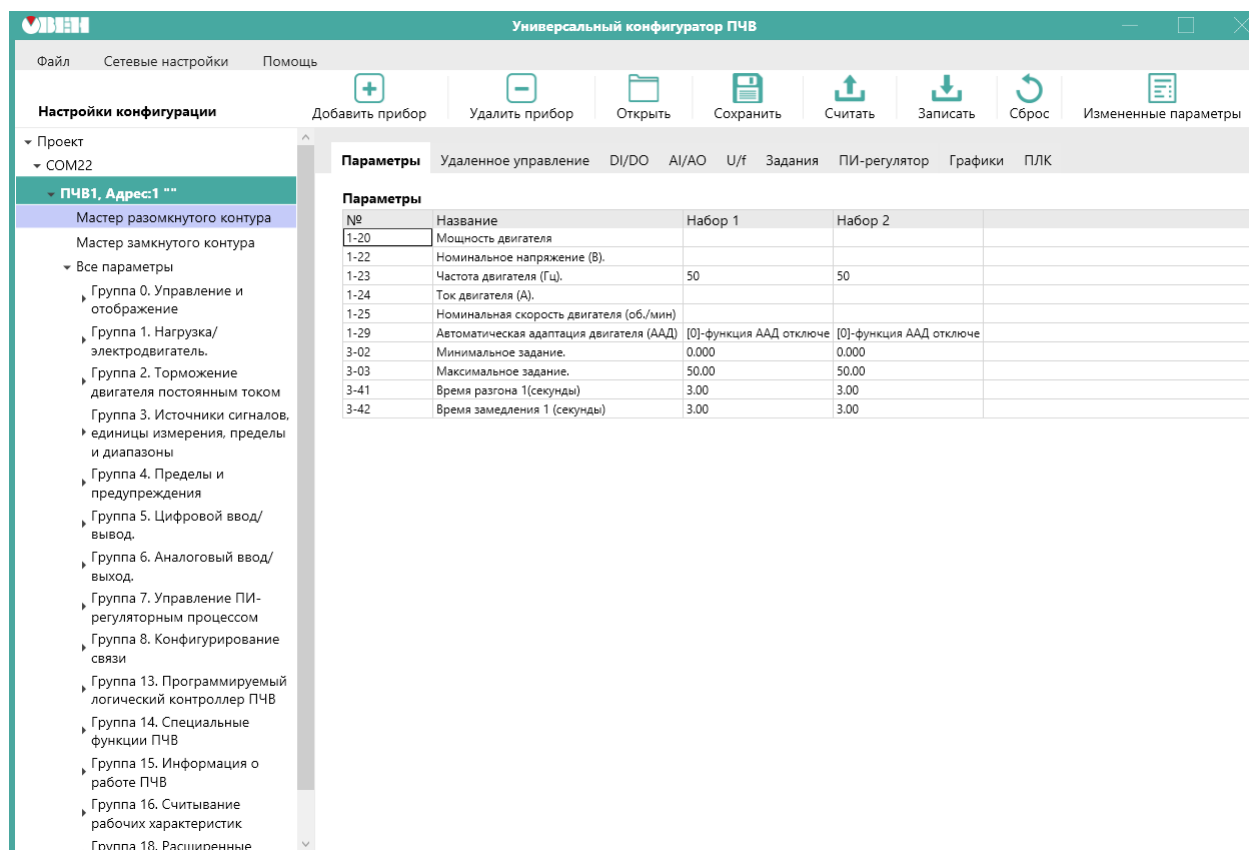 ОВЕН
Универсальный конфигуратор ПЧВ
Файл Сетевые настройки Помощь
Настройки конфигурации
Добавить прибор Удалить прибор Открыть Сохранить Считать Записать Сброс Измененные параметры
Проект
COM22
ПЧВ1, Адрес:1 ""
Мастер разомкнутого контура
Мастер замкнутого контура
Все параметры
Группа 0. Управление и
отображение
Группа 1. Нагрузка/
электродвигатель.
Группа 2. Торможение
двигателя постоянным током
Группа 3. Источники сигналов,
единицы измерения, пределы
и диапазоны
Группа 4. Пределы и
предупреждения
Группа 5. Цифровой ввод/
вывод.
Группа 6. Аналоговый ввод/
выход.
Группа 7. Управление ПИ-
регуляторным процессом
Группа 8. Конфигурирование
связи
Группа 13. Программируемый
логический контроллер ПЧВ
Группа 14. Специальные
функции ПЧВ
Группа 15. Информация о
работе ПЧВ
Группа 16. Считывание
рабочих характеристик
Группа 18. Расширенные
Параметры Удаленное управление DI/DO AI/AO U/f Задания ПИ-регулятор Графики ПЛК
Параметры
№ Название Набор 1 Набор 2
1-20 Мощность двигателя
1-22 Номинальное напряжение (В).
1-23 Частота двигателя (Гц). 50 50
1-24 Ток двигателя (А).
1-25 Номинальная скорость двигателя (об./мин)
1-29 Автоматическая адаптация двигателя (ААД) [0]-функция ААД отключе [0]-функция ААД отключе
3-02 Минимальное задание. 0.000 0.000
3-03 Максимальное задание. 50.00 50.00
3-41 Время разгона 1(секунды) 3.00 3.00
3-42 Время замедления 1 (секунды) 3.00 3.00